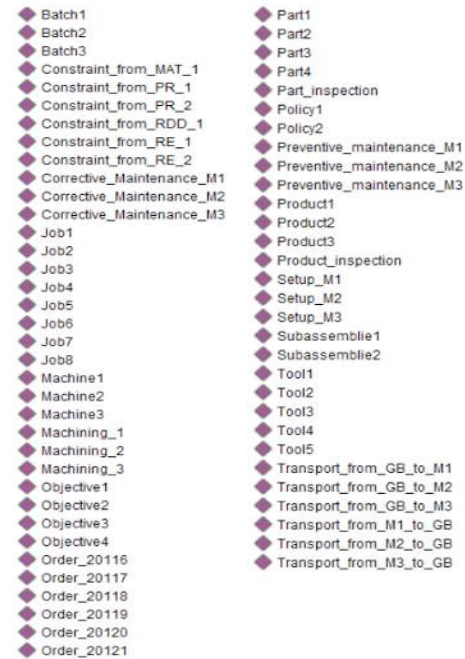 Batch1
Batch2
Batch3
Constraint_from_MAT_1
Constraint_from_PR_1
Constraint_from_PR_2
Constraint_from_RDD_1
Constraint_from_RE_1
Constraint_from_RE_2
Corrective_Maintenance_M1
Corrective_Maintenance_M2
Corrective_Maintenance_M3
Job1
Job2
Job3
Job4
Job5
Job6
Job7
Job8
Machine1
Machine2
Machine3
Machining_1
Machining_2
Machining_3
Objective1
Objective2
Objective3
Objective4
Order_20116
Order_20117
Order_20118
Order_20119
Order_20120
Order_20121
Part1
Part2
Part3
Part4
Part_inspection
Policy1
Policy2
Preventive_maintenance_M1
Preventive_maintenance_M2
Preventive_maintenance_M3
Product1
Product2
Product3
Product_inspection
Setup_M1
Setup_M2
Setup_M3
Subassemblie1
Subassemblie2
Tool1
Tool2
Tool3
Tool4
Tool5
Transport_from_GB_to_M1
Transport_from_GB_to_M2
Transport_from_GB_to_M3
Transport_from_M1_to_GB
Transport_from_M2_to_GB
Transport_from_M3_to_GB